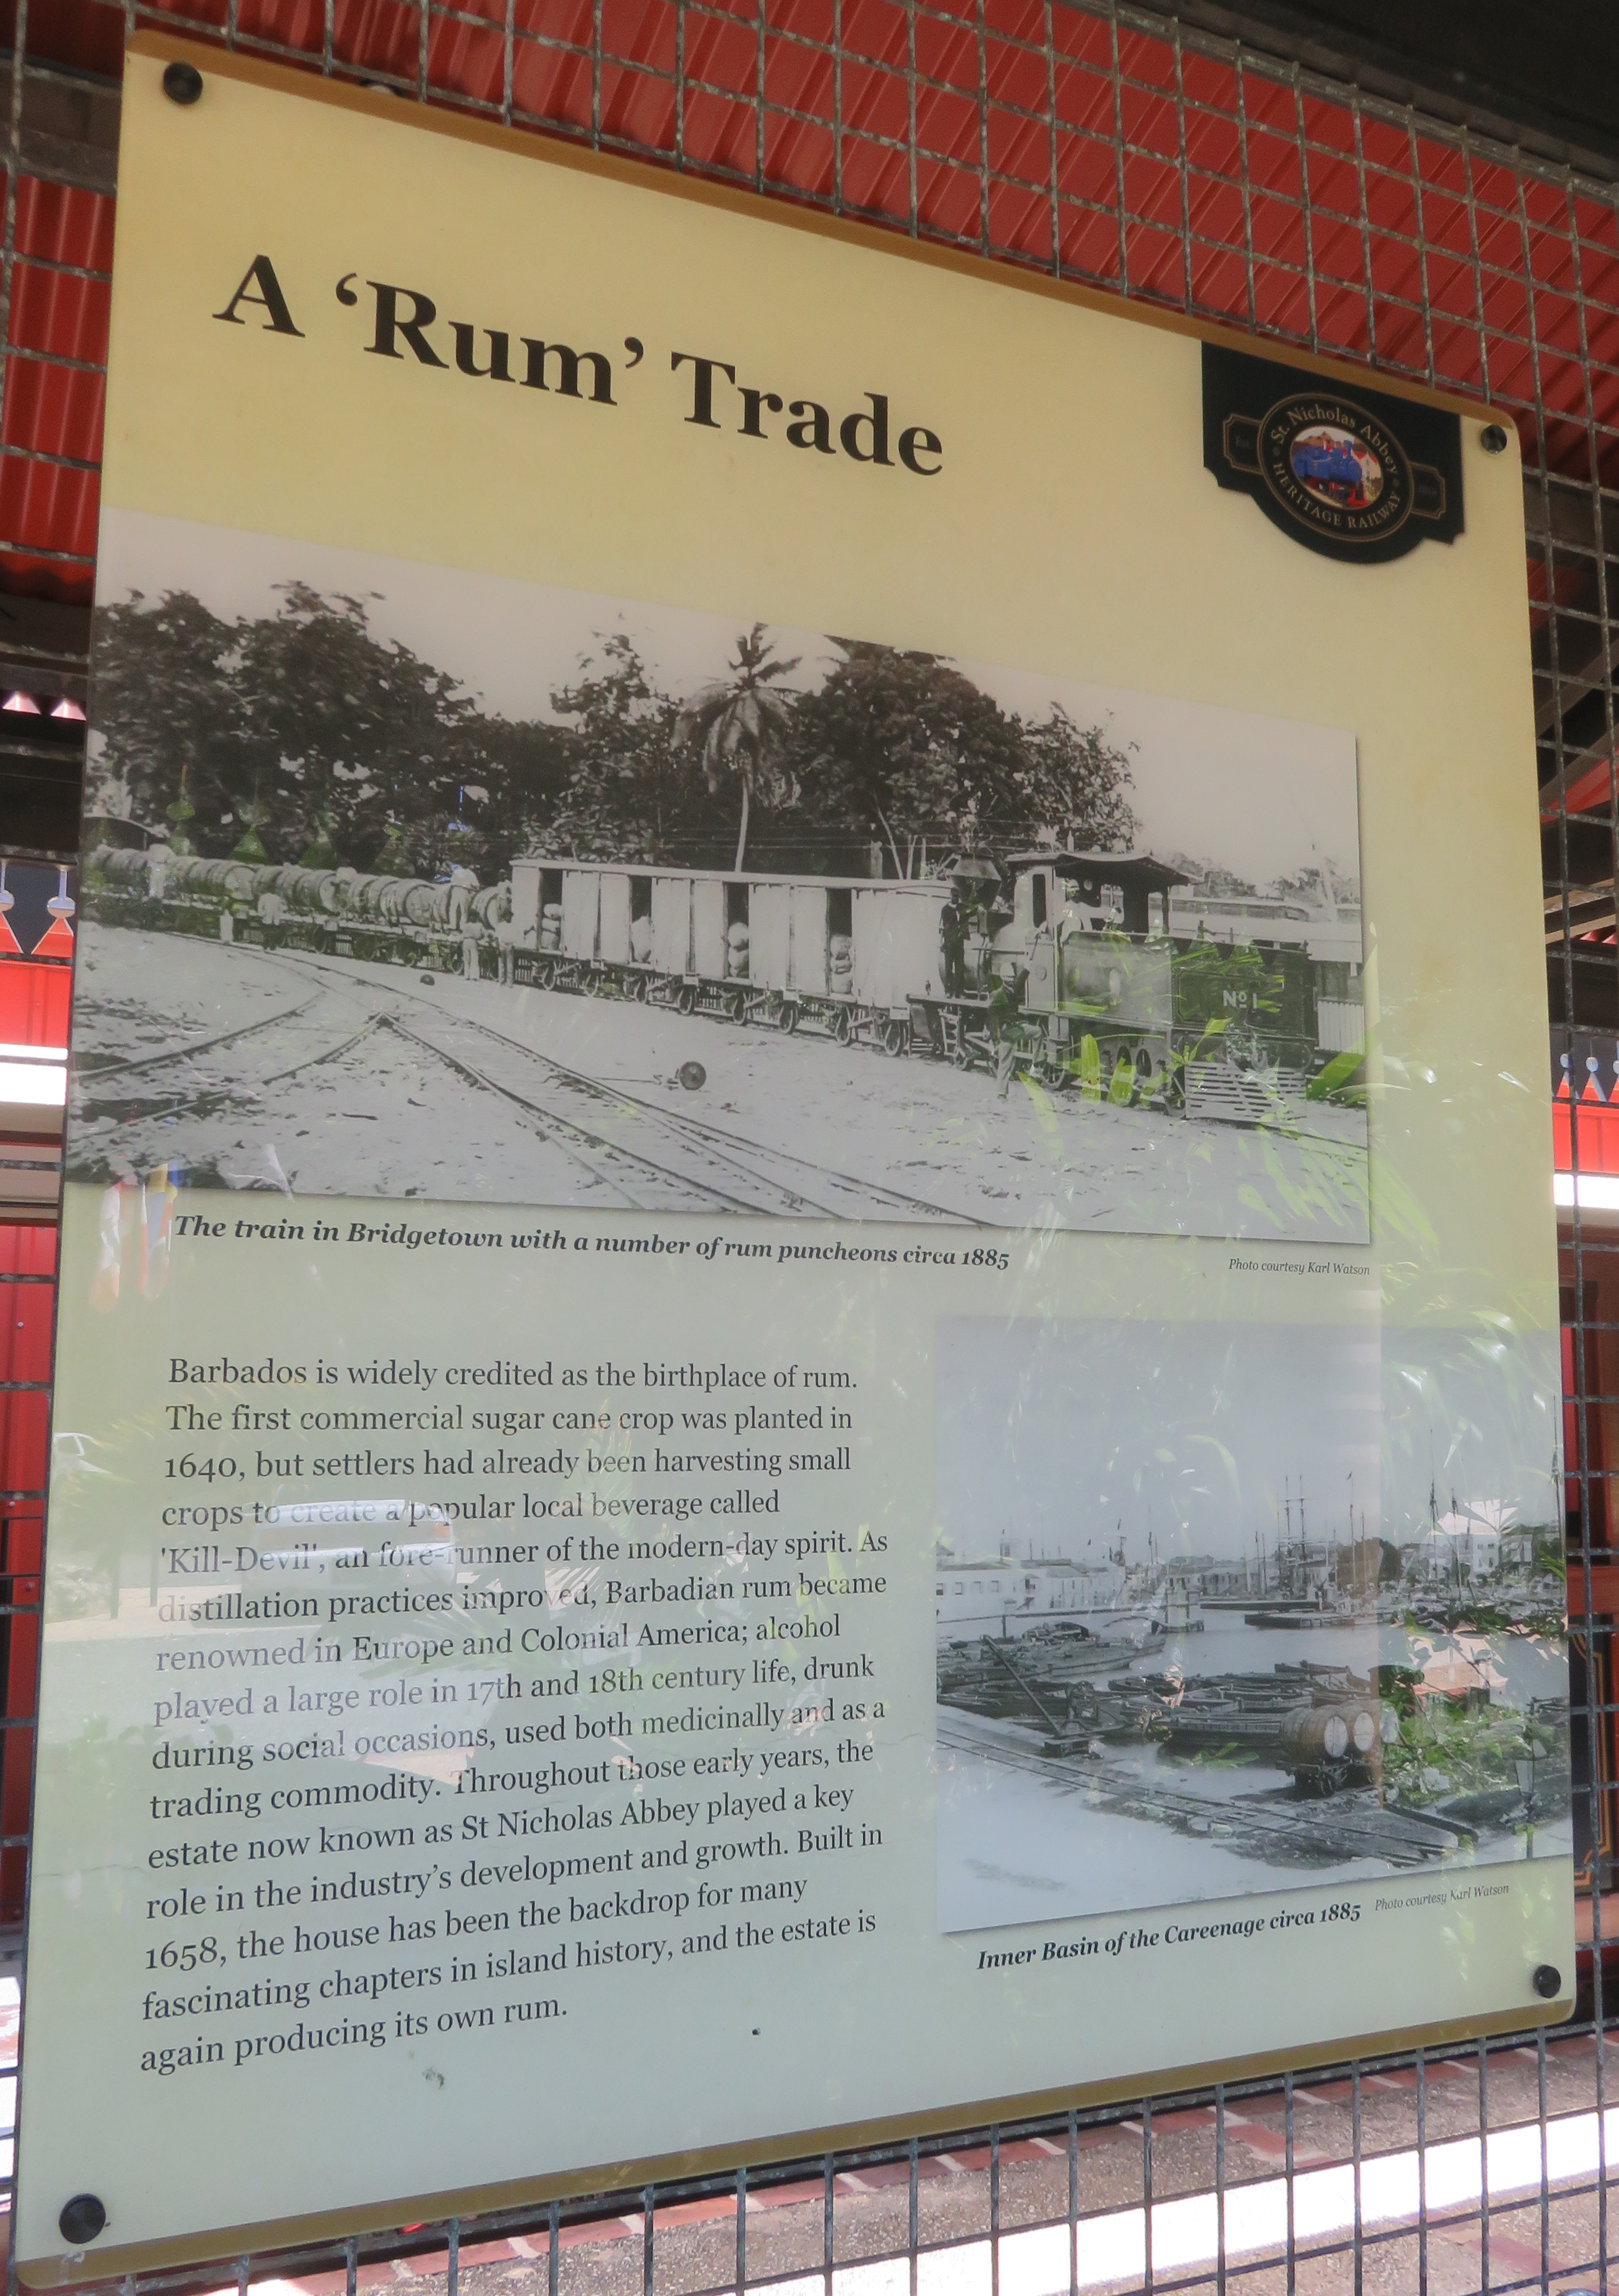 A ‘Rum’ Trade
St. Nicholas Abbey
HERITAGE RAILWAY
Nº 1
The train in Bridgetown with a number of rum puncheons circa 1885
Photo courtesy Karl Watson
Barbados is widely credited as the birthplace of rum.
The first commercial sugar cane crop was planted in
1640, but settlers had already been harvesting small
crops to create a popular local beverage called
'Kill-Devil', an fore-runner of the modern-day spirit. As
distillation practices improved, Barbadian rum became
renowned in Europe and Colonial America; alcohol
played a large role in 17th and 18th century life, drunk
during social occasions, used both medicinally and as a
trading commodity. Throughout those early years, the
estate now known as St Nicholas Abbey played a key
role in the industry’s development and growth. Built in
1658, the house has been the backdrop for many
fascinating chapters in island history, and the estate is
again producing its own rum.
Inner Basin of the Careenage circa 1885
Photo courtesy Karl Watson